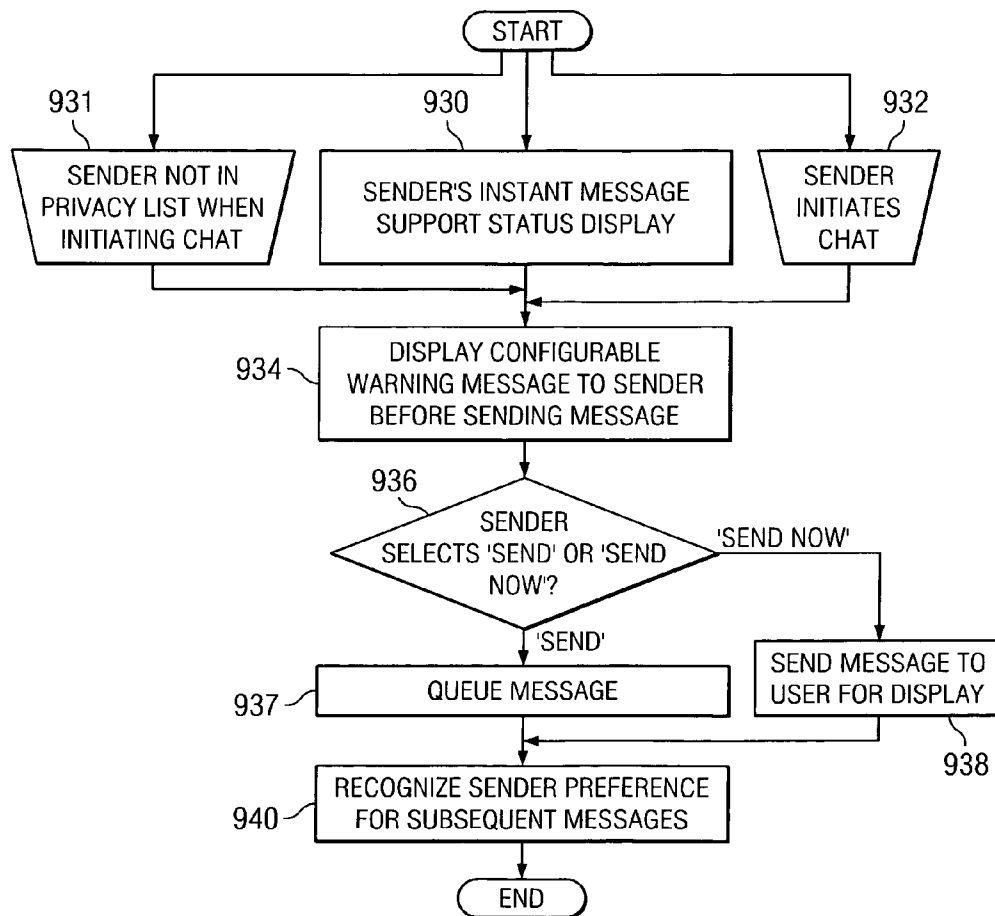 START
931
930
932
SENDER NOT IN
PRIVACY LIST WHEN
INITIATING CHAT
SENDER'S INSTANT MESSAGE
SUPPORT STATUS DISPLAY
SENDER
INITIATES
CHAT
934
DISPLAY CONFIGURABLE
WARNING MESSAGE TO SENDER
BEFORE SENDING MESSAGE
936
SENDER
SELECTS 'SEND' OR 'SEND
NOW'?
'SEND NOW'
'SEND'
937
QUEUE MESSAGE
SEND MESSAGE TO
USER FOR DISPLAY
938
940
RECOGNIZE SENDER PREFERENCE
FOR SUBSEQUENT MESSAGES
END